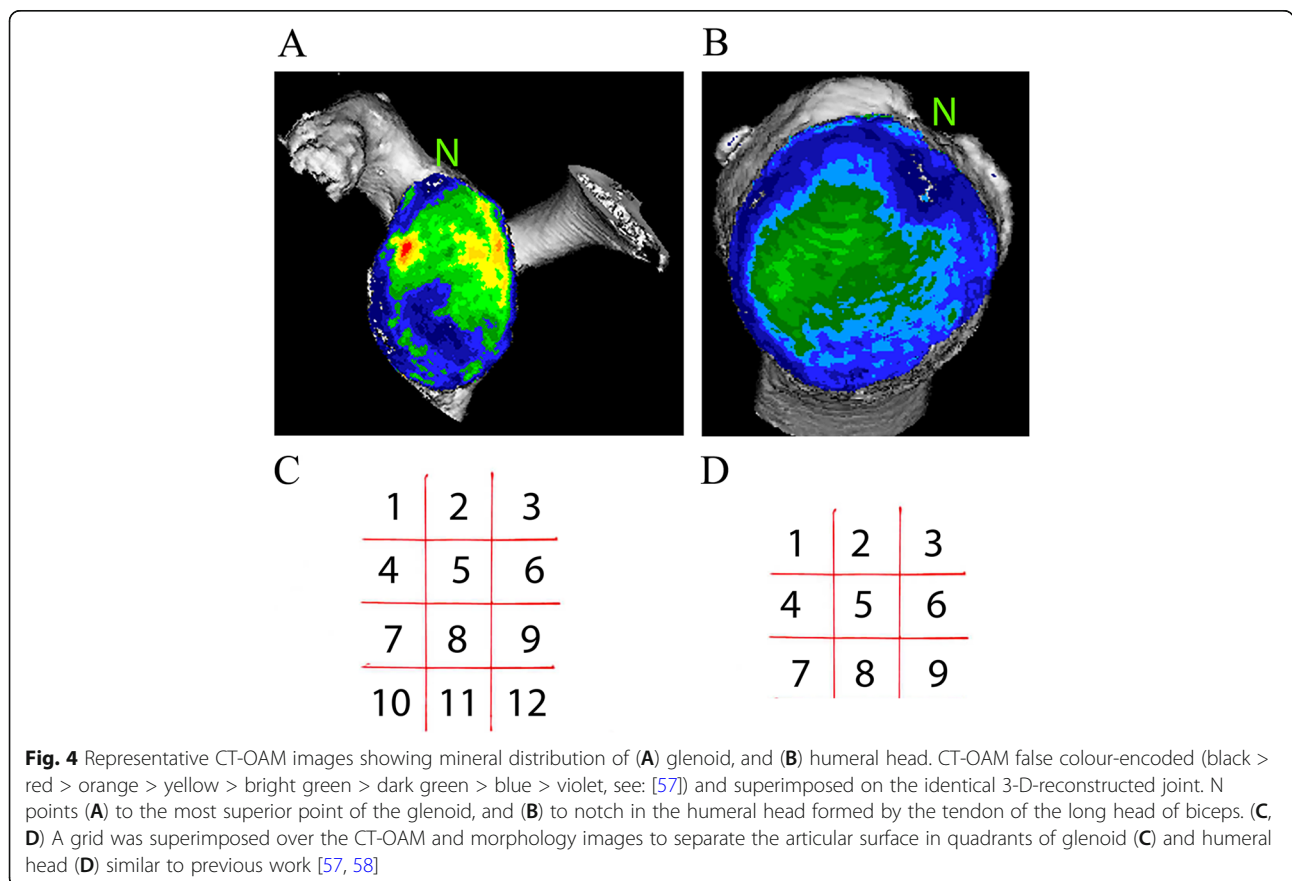 A
B
N
N
C
D
1 2 3
4 5 6
7 8 9
10 11 12
1 2 3
4 5 6
7 8 9
Fig. 4 Representative CT-OAM images showing mineral distribution of (A) glenoid, and (B) humeral head. CT-OAM false colour-encoded (black >
red > orange > yellow > bright green > dark green > blue > violet, see: [57]) and superimposed on the identical 3-D-reconstructed joint. N
points (A) to the most superior point of the glenoid, and (B) to notch in the humeral head formed by the tendon of the long head of biceps. (C,
D) A grid was superimposed over the CT-OAM and morphology images to separate the articular surface in quadrants of glenoid (C) and humeral
head (D) similar to previous work [57, 58]